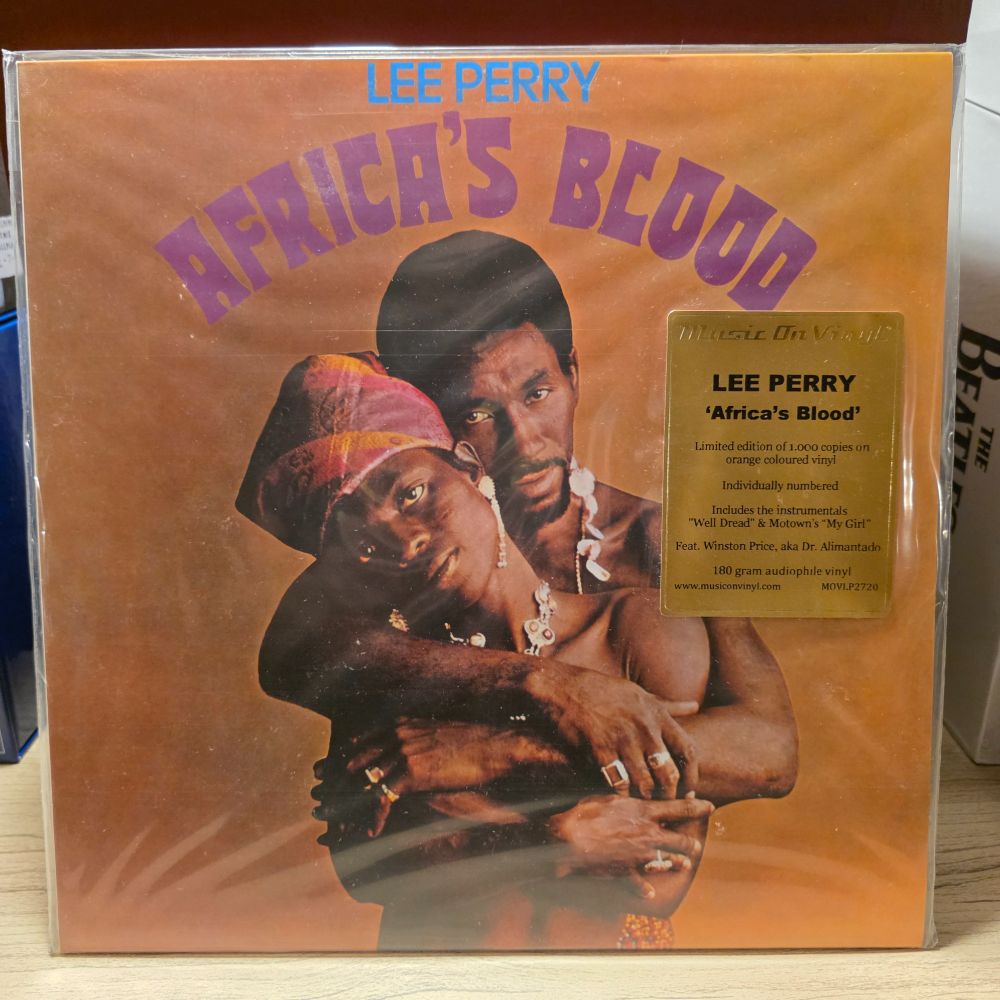 LEE PERRY
AFRICA'S BLOOD
Music On Vinyl
LEE PERRY
‘Africa’s Blood’
Limited edition of 1.000 copies on
orange coloured vinyl
Individually numbered
Includes the instrumentals
"Well Dread" & Motown's "My Girl"
Feat. Winston Price, aka Dr. Alimantado
180 gram audiophile vinyl
www.musiconvinyl.com MOVLP2720
THE
BEATLES